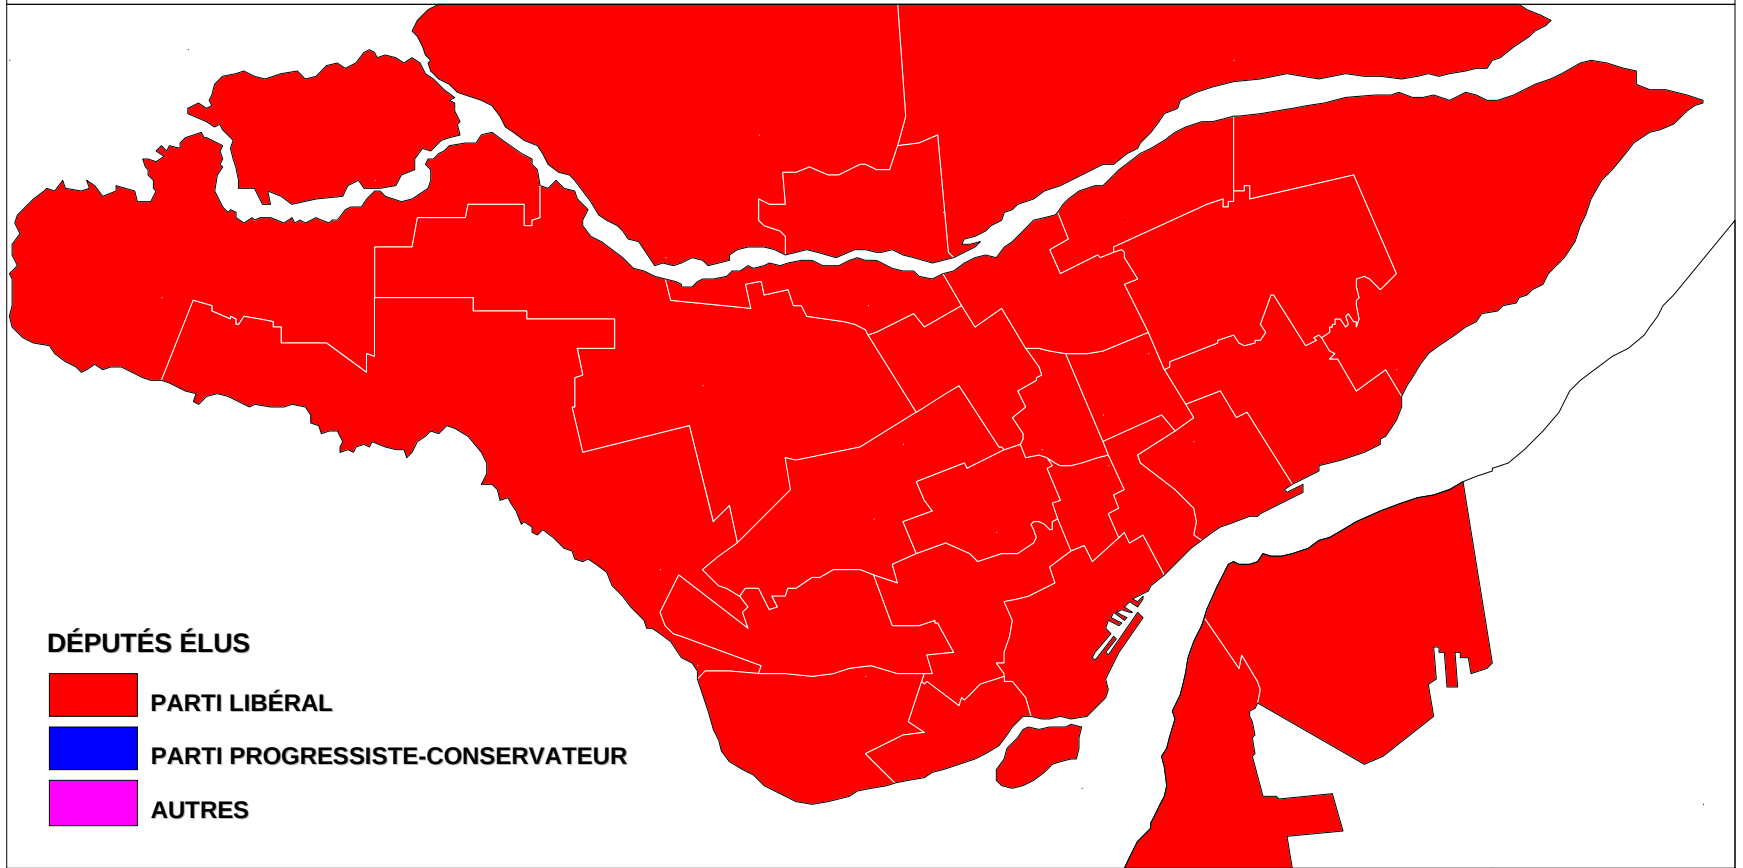 DÉPUTÉS ÉLUS
PARTI LIBÉRAL
PARTI PROGRESSISTE-CONSERVATEUR
AUTRES